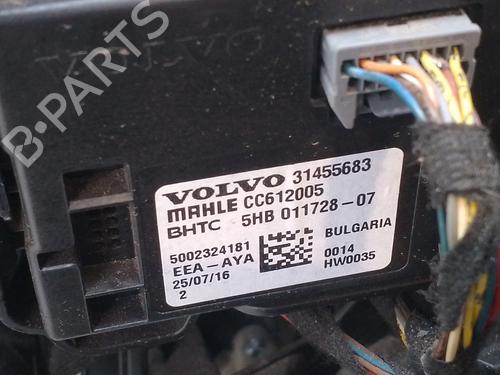 VOLVO
B-PARTS
VOLVO 31455683
MAHLE CC612005
BHTC 5HB 011728-07
5002324181 BULGARIA
EEA-AYA 0014
25/07/16 HW0035
2